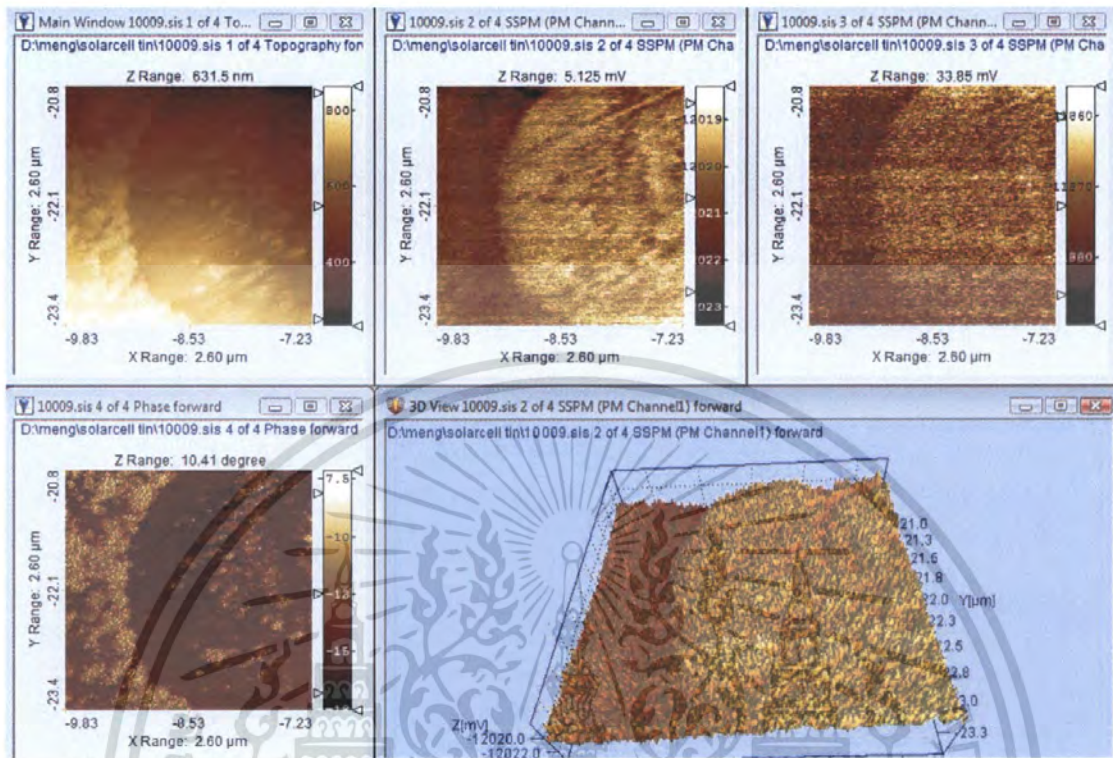 Main Window 10009.sis 1 of 4 To...
D:\meng\solarcell tin\10009.sis 1 of 4 Topography for
Z Range: 631.5 nm
-20.8
Y Range: 2.60 µm
-22.1
-23.4
400
-9.83 -8.53 -7.23
X Range: 2.60 µm
10009.sis 2 of 4 SSPM (PM Chann...
D:\meng\solarcell tin\10009.sis 2 of 4 SSPM (PM Cha
Z Range: 5.125 mV
-20.8
Y Range: 2.60 µm
-22.1
-23.4
12019
12020
2021
2022
023
-9.83 -8.53 -7.23
X Range: 2.60 µm
10009.sis 3 of 4 SSPM (PM Chann...
D:\meng\solarcell tin\10009.sis 3 of 4 SSPM (PM Cha
Z Range: 33.85 mV
-20.8
Y Range: 2.60 µm
-22.1
-23.4
-9.83 -8.53 -7.23
X Range: 2.60 µm
10009.sis 4 of 4 Phase forward
D:\meng\solarcell tin\10009.sis 4 of 4 Phase forward
Z Range: 10.41 degree
-20.8
Y Range: 2.60 µm
-22.1
-23.4
-7.5
-10
-15
-9.83 -8.53 -7.23
X Range: 2.60 µm
3D View 10009.sis 2 of 4 SSPM (PM Channel1) forward
D:\meng\solarcell tin\10009.sis 2 of 4 SSPM (PM Channel1) forward
21.0
21.3
21.6
21.8
22.0 Y[µm]
22.3
22.5
22.8
3.0
-23.3
Z[mV]
-12020.0
-12022.0